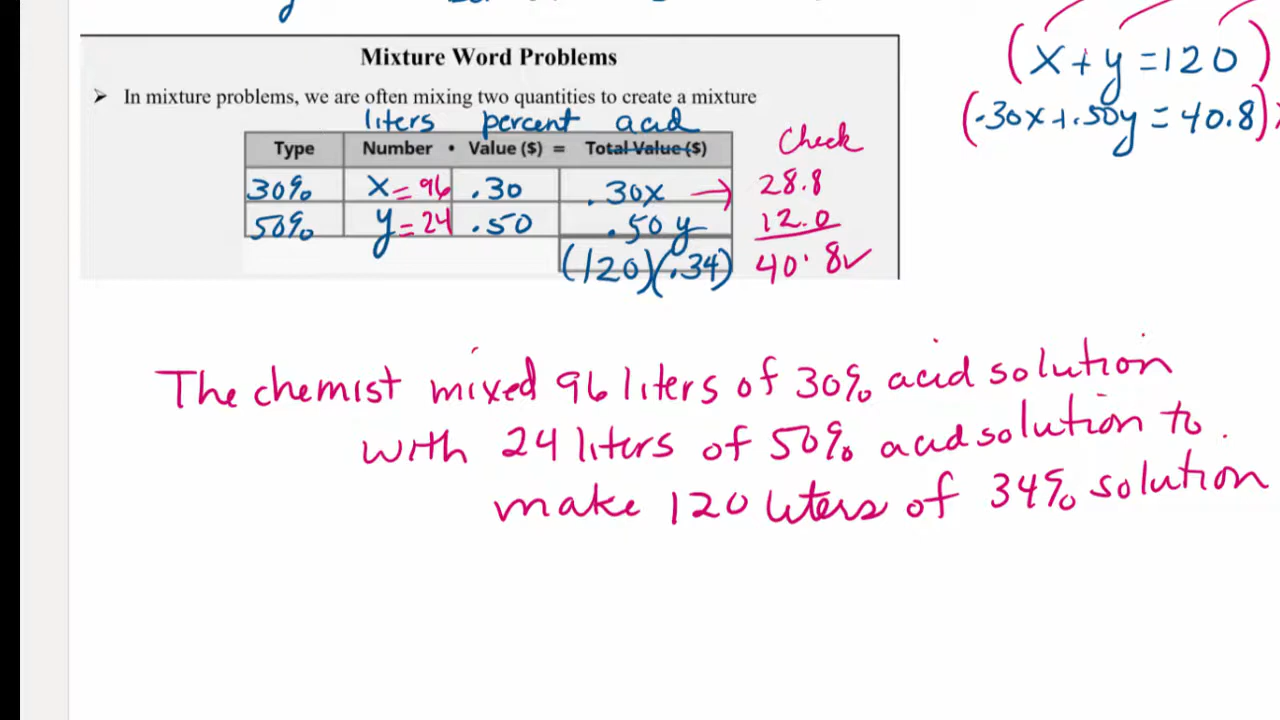 (x+y=120)
Mixture Word Problems
➤ In mixture problems, we are often mixing two quantities to create a mixture
(.30x+.50y=40.8)
liters percent acid
Type Number • Value ($) = Total Value ($) Check
30% x=96 .30 .30x → 28.8
50% y=24 .50 .50y 12.0
(120)(.34) 40.8✓
The chemist mixed 96 liters of 30% acid solution
with 24 liters of 50% acid solution to
make 120 liters of 34% solution.